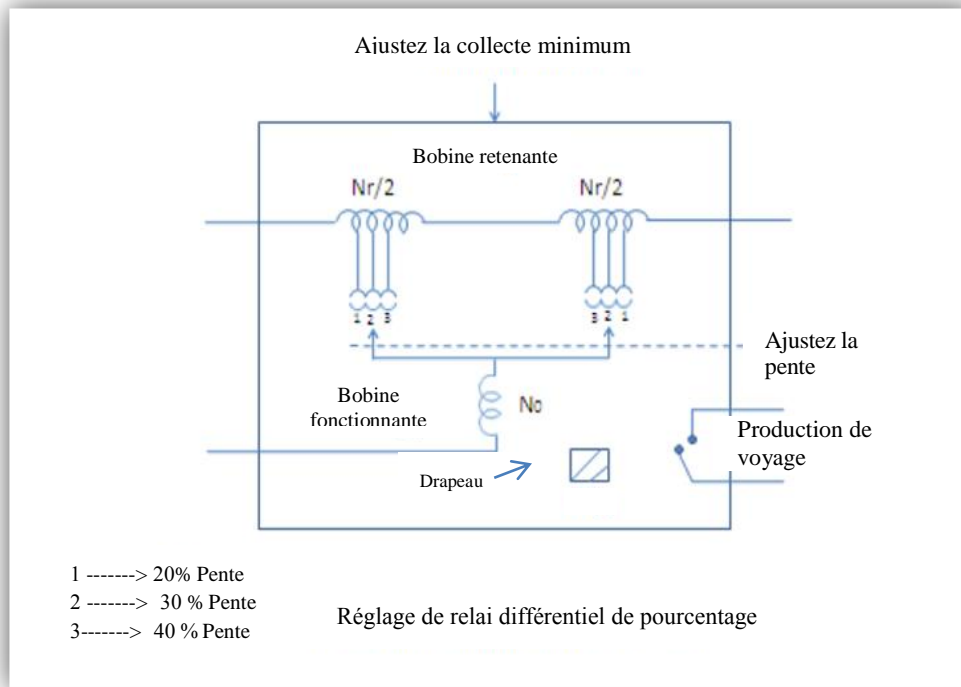 Ajustez la collecte minimum
Bobine retenante
Nr/2 Nr/2
1 2 3 3 2 1
Ajustez la
pente
Bobine
fonctionnante
No
Production de
voyage
Drapeau
1 -------> 20% Pente
2 -------> 30 % Pente
3-------> 40 % Pente
Réglage de relai différentiel de pourcentage